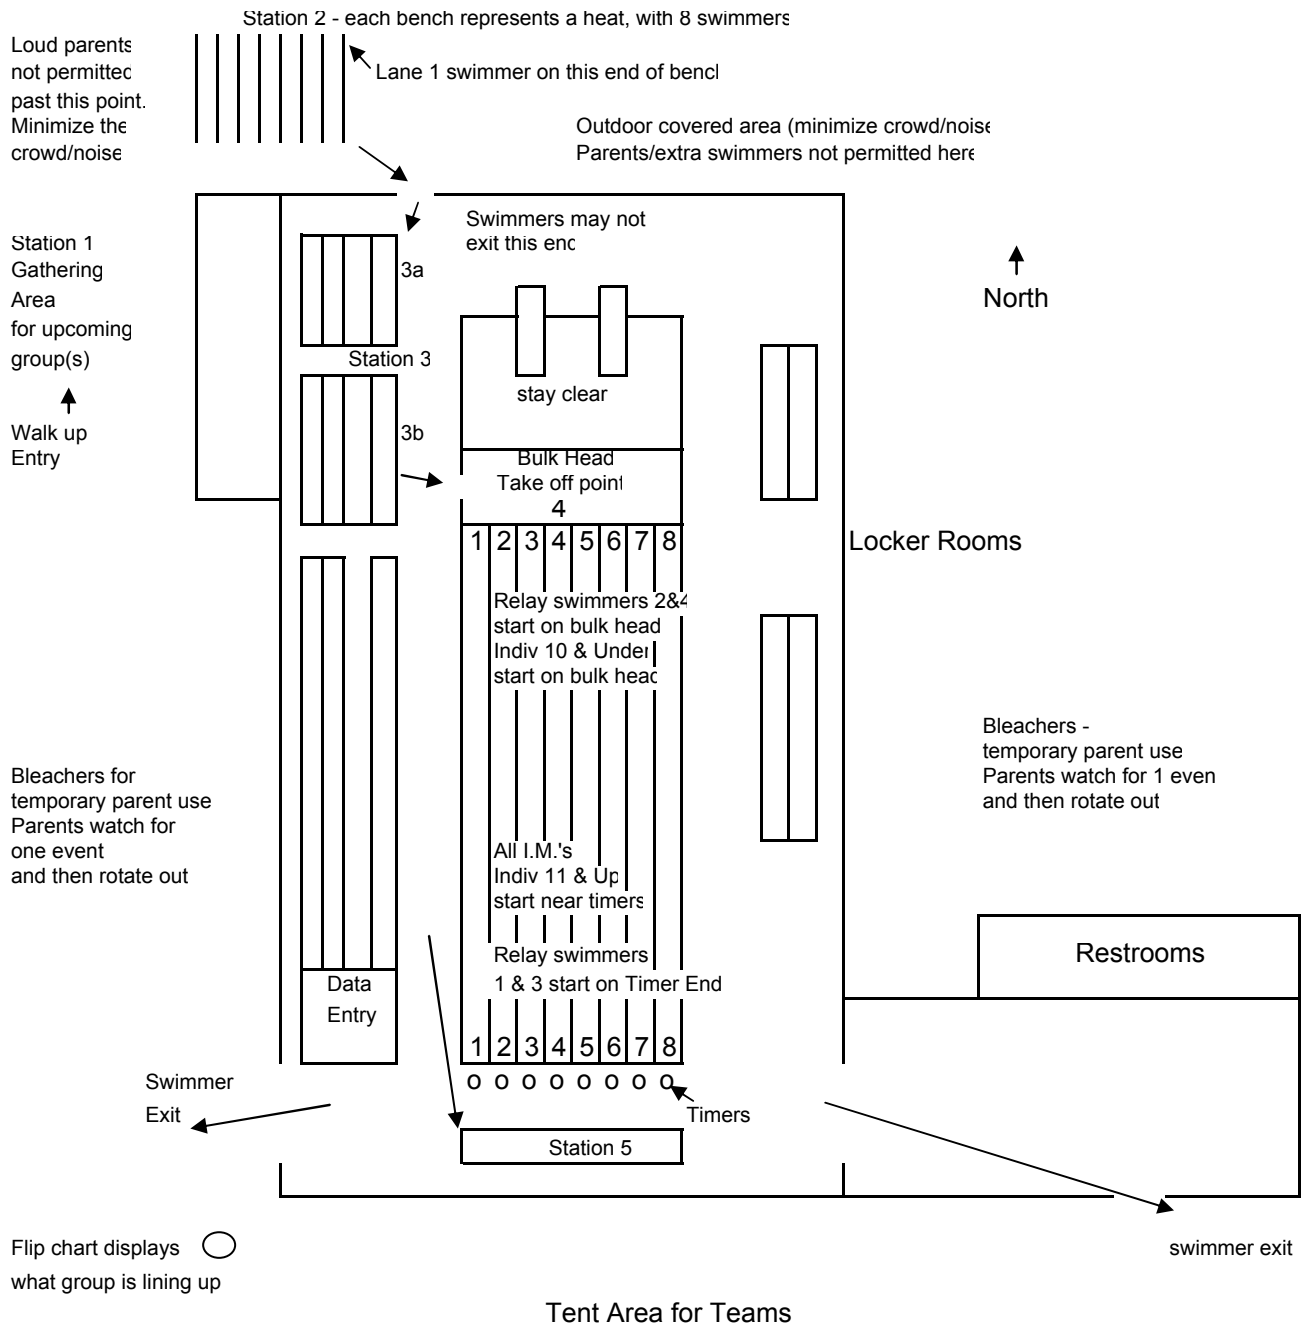 Station 2 - each bench represents a heat, with 8 swimmers
Loud parents
not permitted
past this point.
Minimize the
crowd/noise
Lane 1 swimmer on this end of bench
Outdoor covered area (minimize crowd/noise
Parents/extra swimmers not permitted here
Swimmers may not
exit this end
Station 1
Gathering
Area
for upcoming
group(s)
Walk up
Entry
3a
Station 3
3b
North
stay clear
Bulk Head
Take off point
4
1 2 3 4 5 6 7 8
Locker Rooms
Relay swimmers 2&4
start on bulk head
Indiv 10 & Under
start on bulk head
Bleachers -
temporary parent use
Parents watch for 1 even
and then rotate out
Bleachers for
temporary parent use
Parents watch for
one event
and then rotate out
All I.M.'s
Indiv 11 & Up
start near timers
Relay swimmers
1 & 3 start on Timer End
Restrooms
Data
Entry
1 2 3 4 5 6 7 8
o o o o o o o o
Swimmer
Exit
Timers
Station 5
Flip chart displays
what group is lining up
swimmer exit
Tent Area for Teams